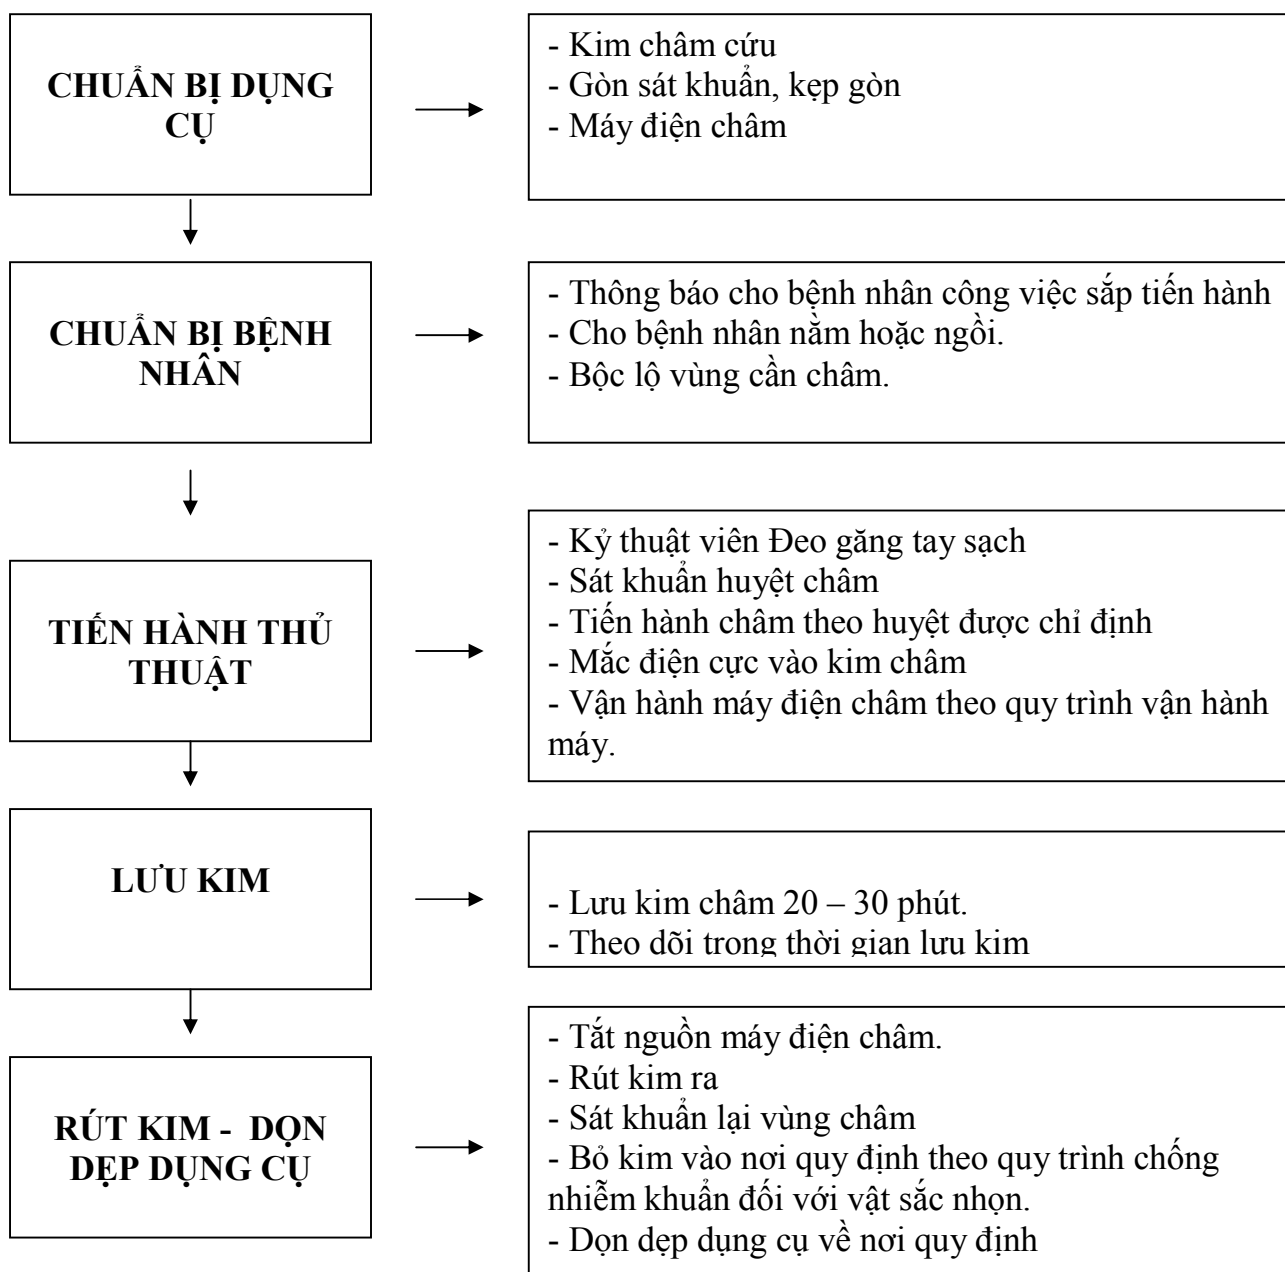 CHUẨN BỊ DỤNG
CỤ
- Kim châm cứu
- Gòn sát khuẩn, kẹp gòn
- Máy điện châm
CHUẨN BỊ BỆNH
NHÂN
- Thông báo cho bệnh nhân công việc sắp tiến hành
- Cho bệnh nhân nằm hoặc ngồi.
- Bộc lộ vùng cần châm.
TIẾN HÀNH THỦ
THUẬT
- Kỷ thuật viên Đeo găng tay sạch
- Sát khuẩn huyệt châm
- Tiến hành châm theo huyệt được chỉ định
- Mắc điện cực vào kim châm
- Vận hành máy điện châm theo quy trình vận hành
máy.
LƯU KIM
- Lưu kim châm 20 – 30 phút.
- Theo dõi trong thời gian lưu kim
RÚT KIM - DỌN
DẸP DỤNG CỤ
- Tắt nguồn máy điện châm.
- Rút kim ra
- Sát khuẩn lại vùng châm
- Bỏ kim vào nơi quy định theo quy trình chống
nhiễm khuẩn đối với vật sắc nhọn.
- Dọn dẹp dụng cụ về nơi quy định